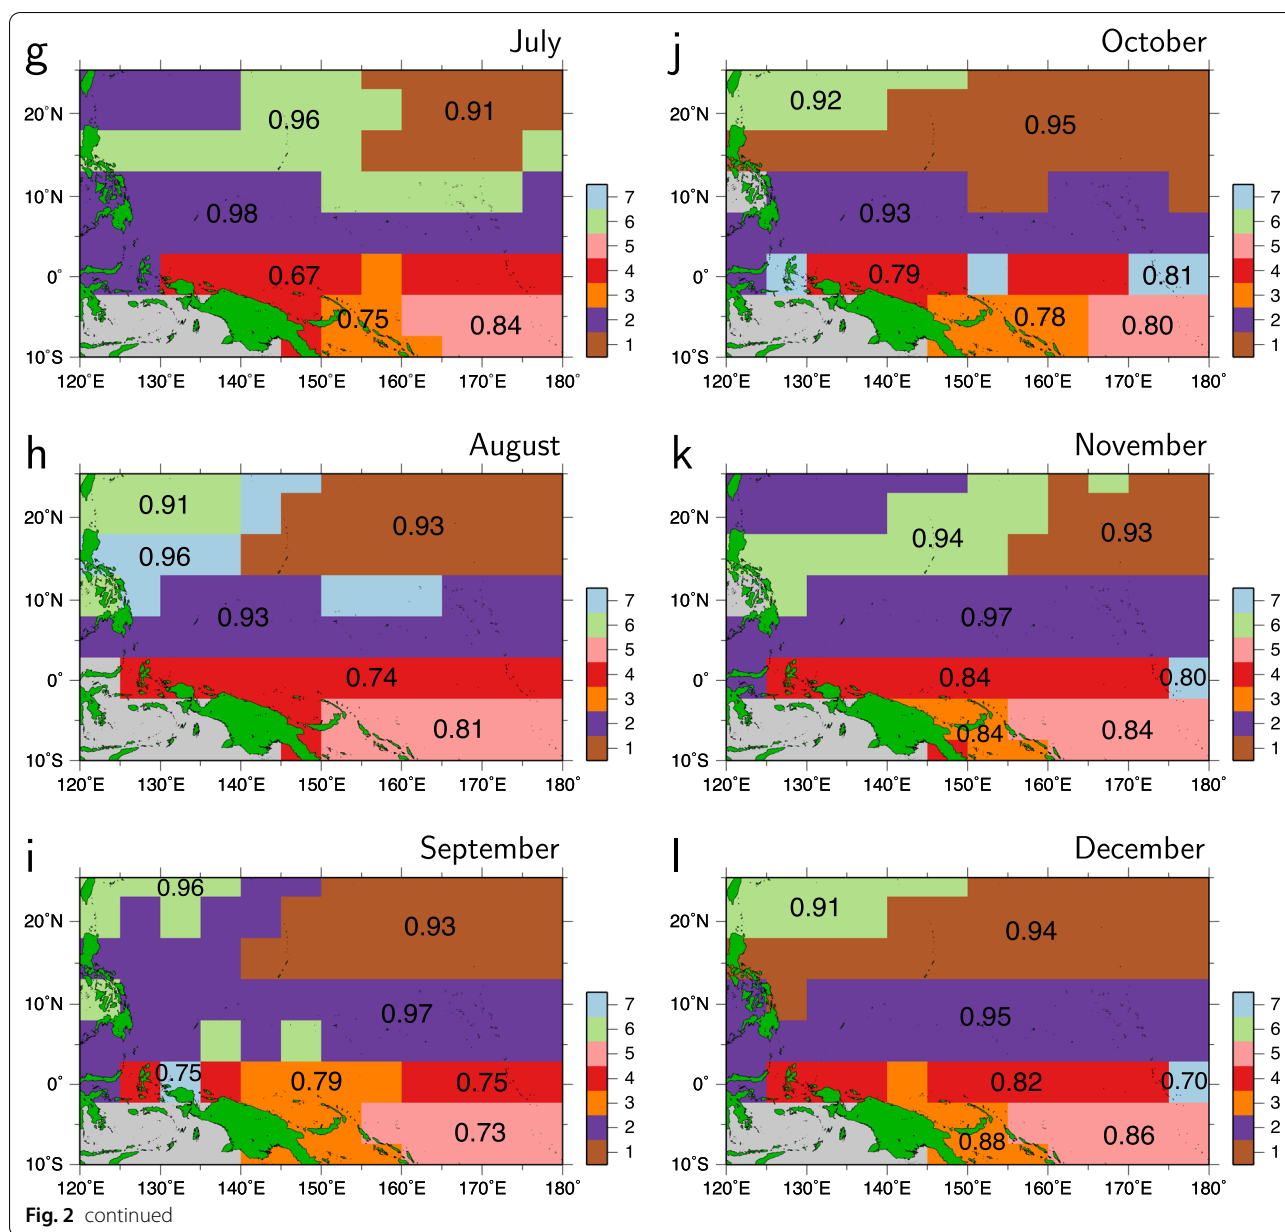 g July
20°N
10°N
0°
10°S
0.96
0.91
0.98
0.67
0.75
0.84
120°E 130°E 140°E 150°E 160°E 170°E 180°
7
6
5
4
3
2
1
j October
20°N
10°N
0°
10°S
0.92
0.95
0.93
0.79
0.81
0.78
0.80
120°E 130°E 140°E 150°E 160°E 170°E 180°
7
6
5
4
3
2
1
h August
20°N
10°N
0°
10°S
0.91
0.93
0.96
0.93
0.74
0.81
120°E 130°E 140°E 150°E 160°E 170°E 180°
7
6
5
4
3
2
1
k November
20°N
10°N
0°
10°S
0.94
0.93
0.97
0.84
0.80
0.84
0.84
120°E 130°E 140°E 150°E 160°E 170°E 180°
7
6
5
4
3
2
1
i September
20°N
10°N
0°
10°S
0.96
0.93
0.97
0.75
0.79
0.75
0.73
120°E 130°E 140°E 150°E 160°E 170°E 180°
7
6
5
4
3
2
1
l December
20°N
10°N
0°
10°S
0.91
0.94
0.95
0.82
0.70
0.88
0.86
120°E 130°E 140°E 150°E 160°E 170°E 180°
7
6
5
4
3
2
1
Fig. 2 continued